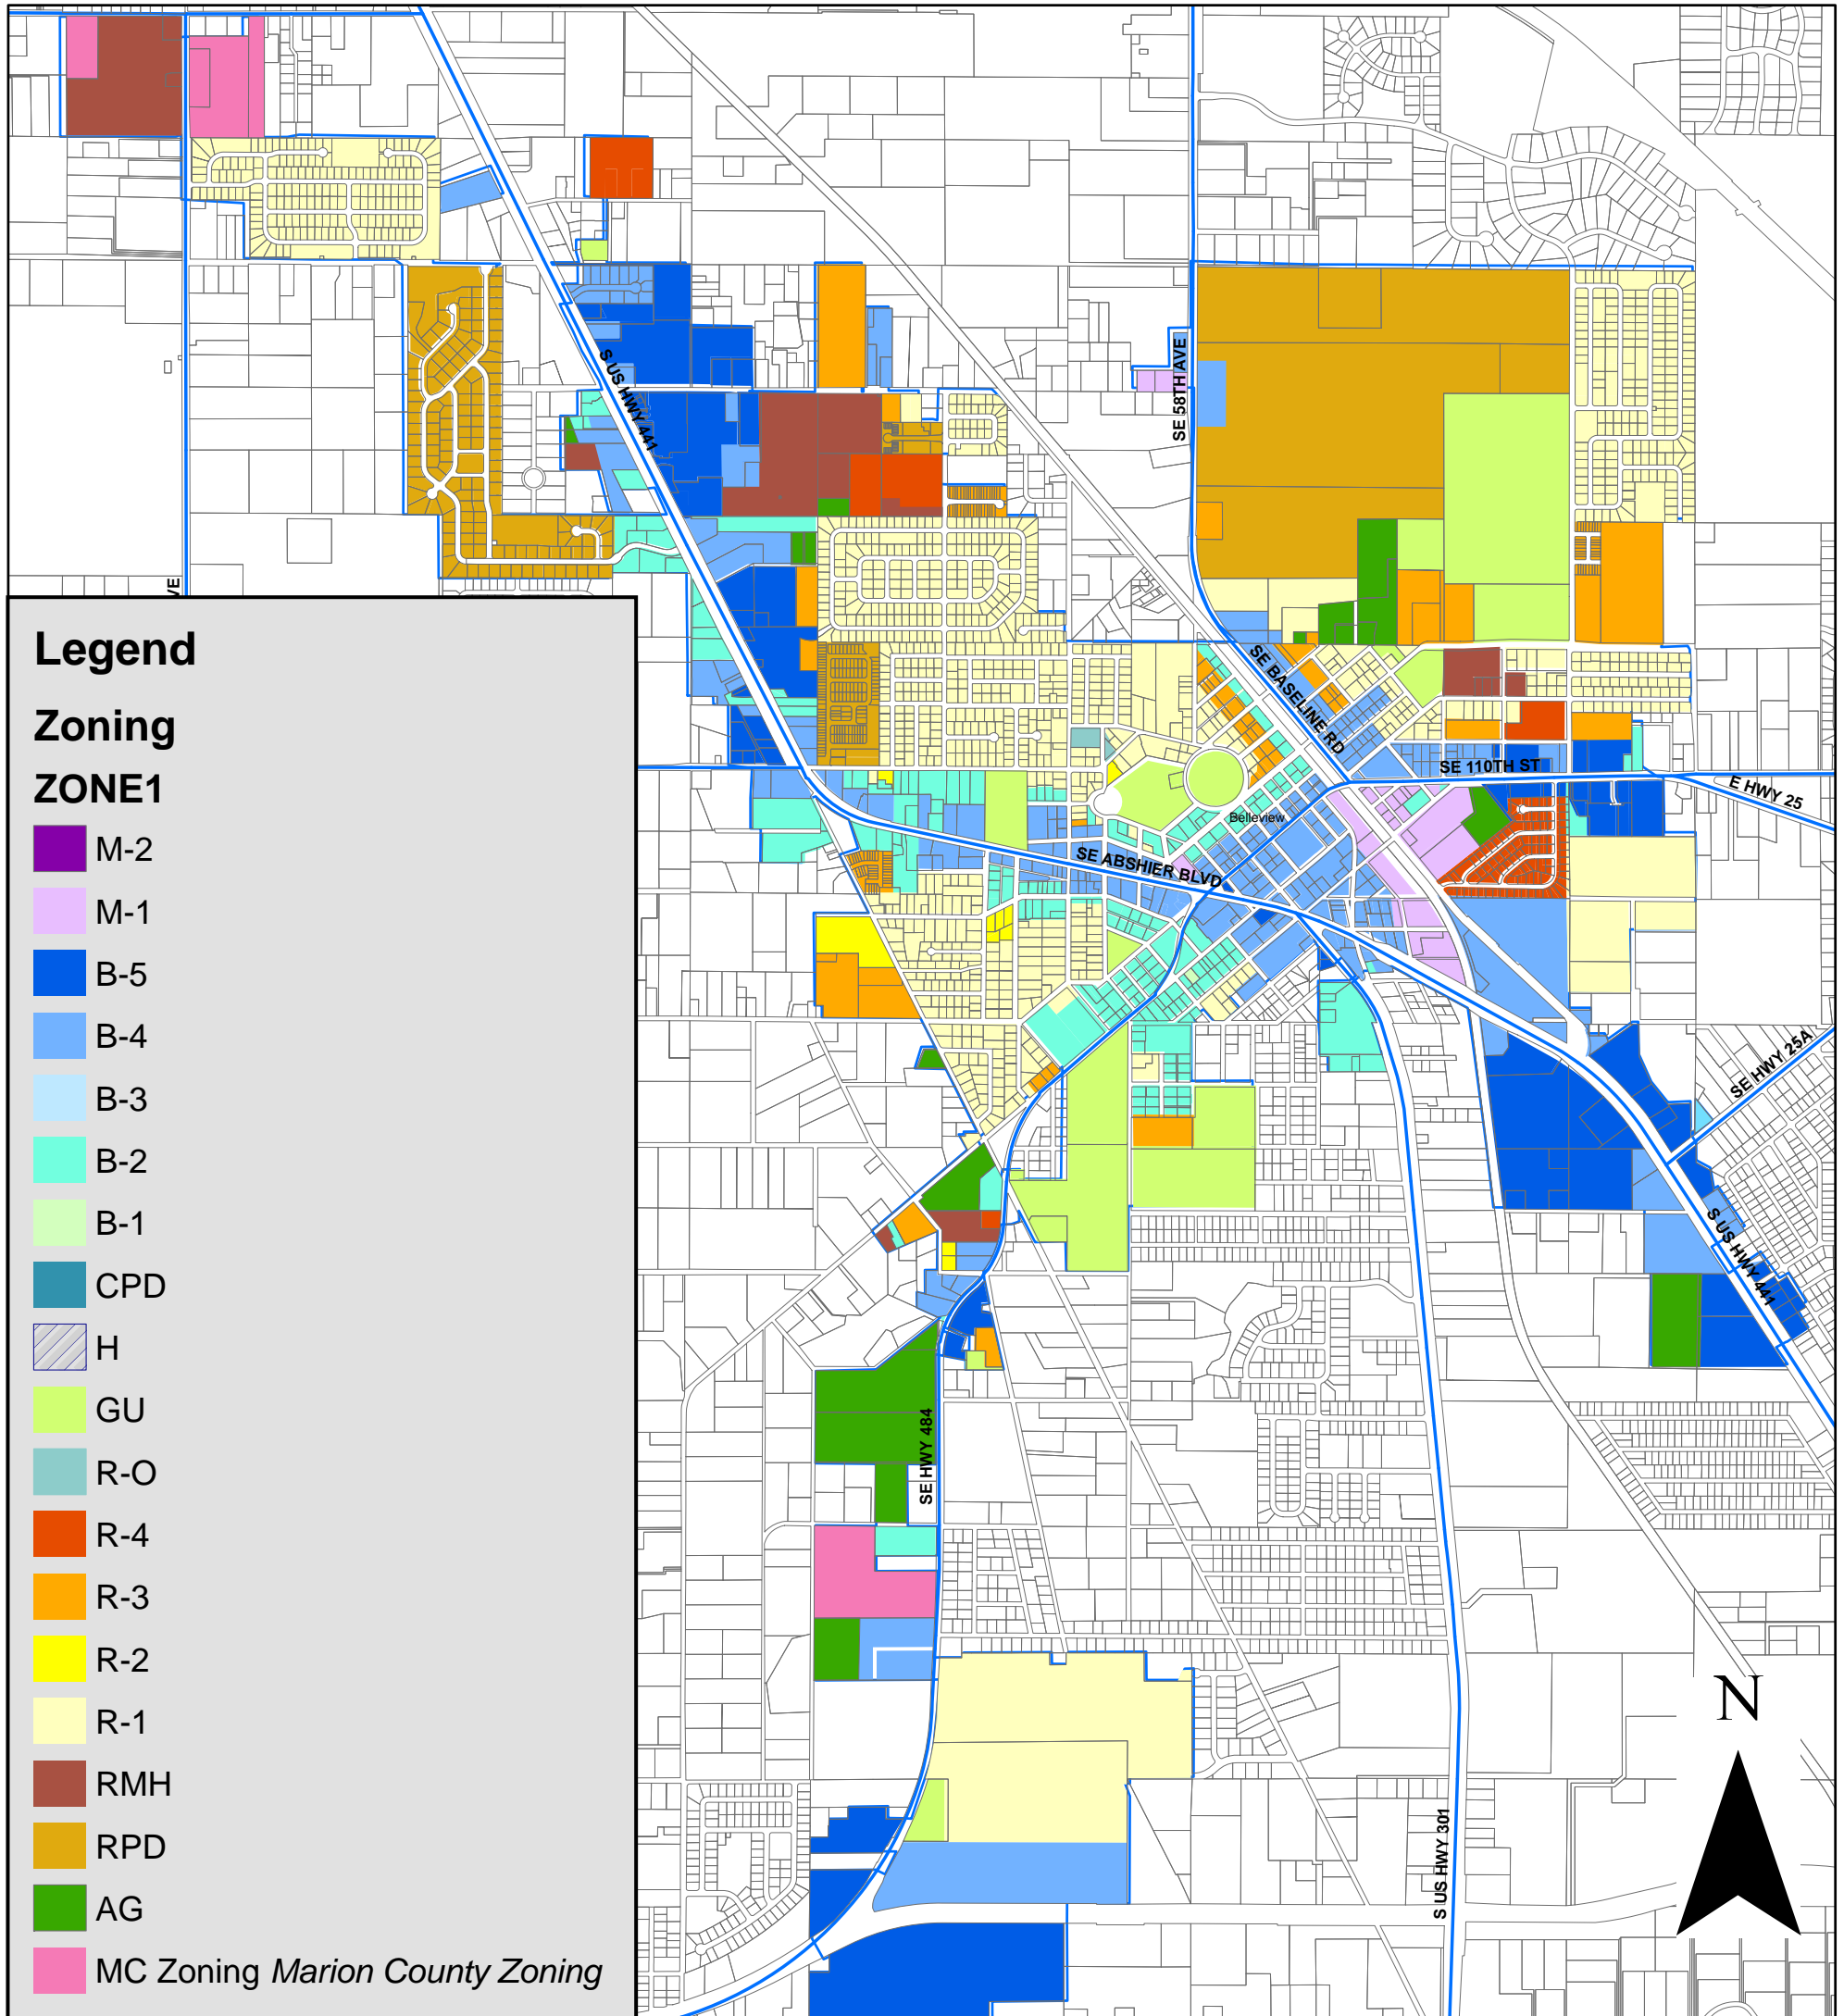 S US HWY 441
SE 58TH AVE
VE
SE BASELINE RD
SE 110TH ST
E HWY 25
Belleview
SE ABSHIER BLVD
SE HWY 25A
S US HWY 441
SE HWY 484
S US HWY 301
N
Legend
Zoning
ZONE1
M-2
M-1
B-5
B-4
B-3
B-2
B-1
CPD
H
GU
R-O
R-4
R-3
R-2
R-1
RMH
RPD
AG
MC Zoning Marion County Zoning